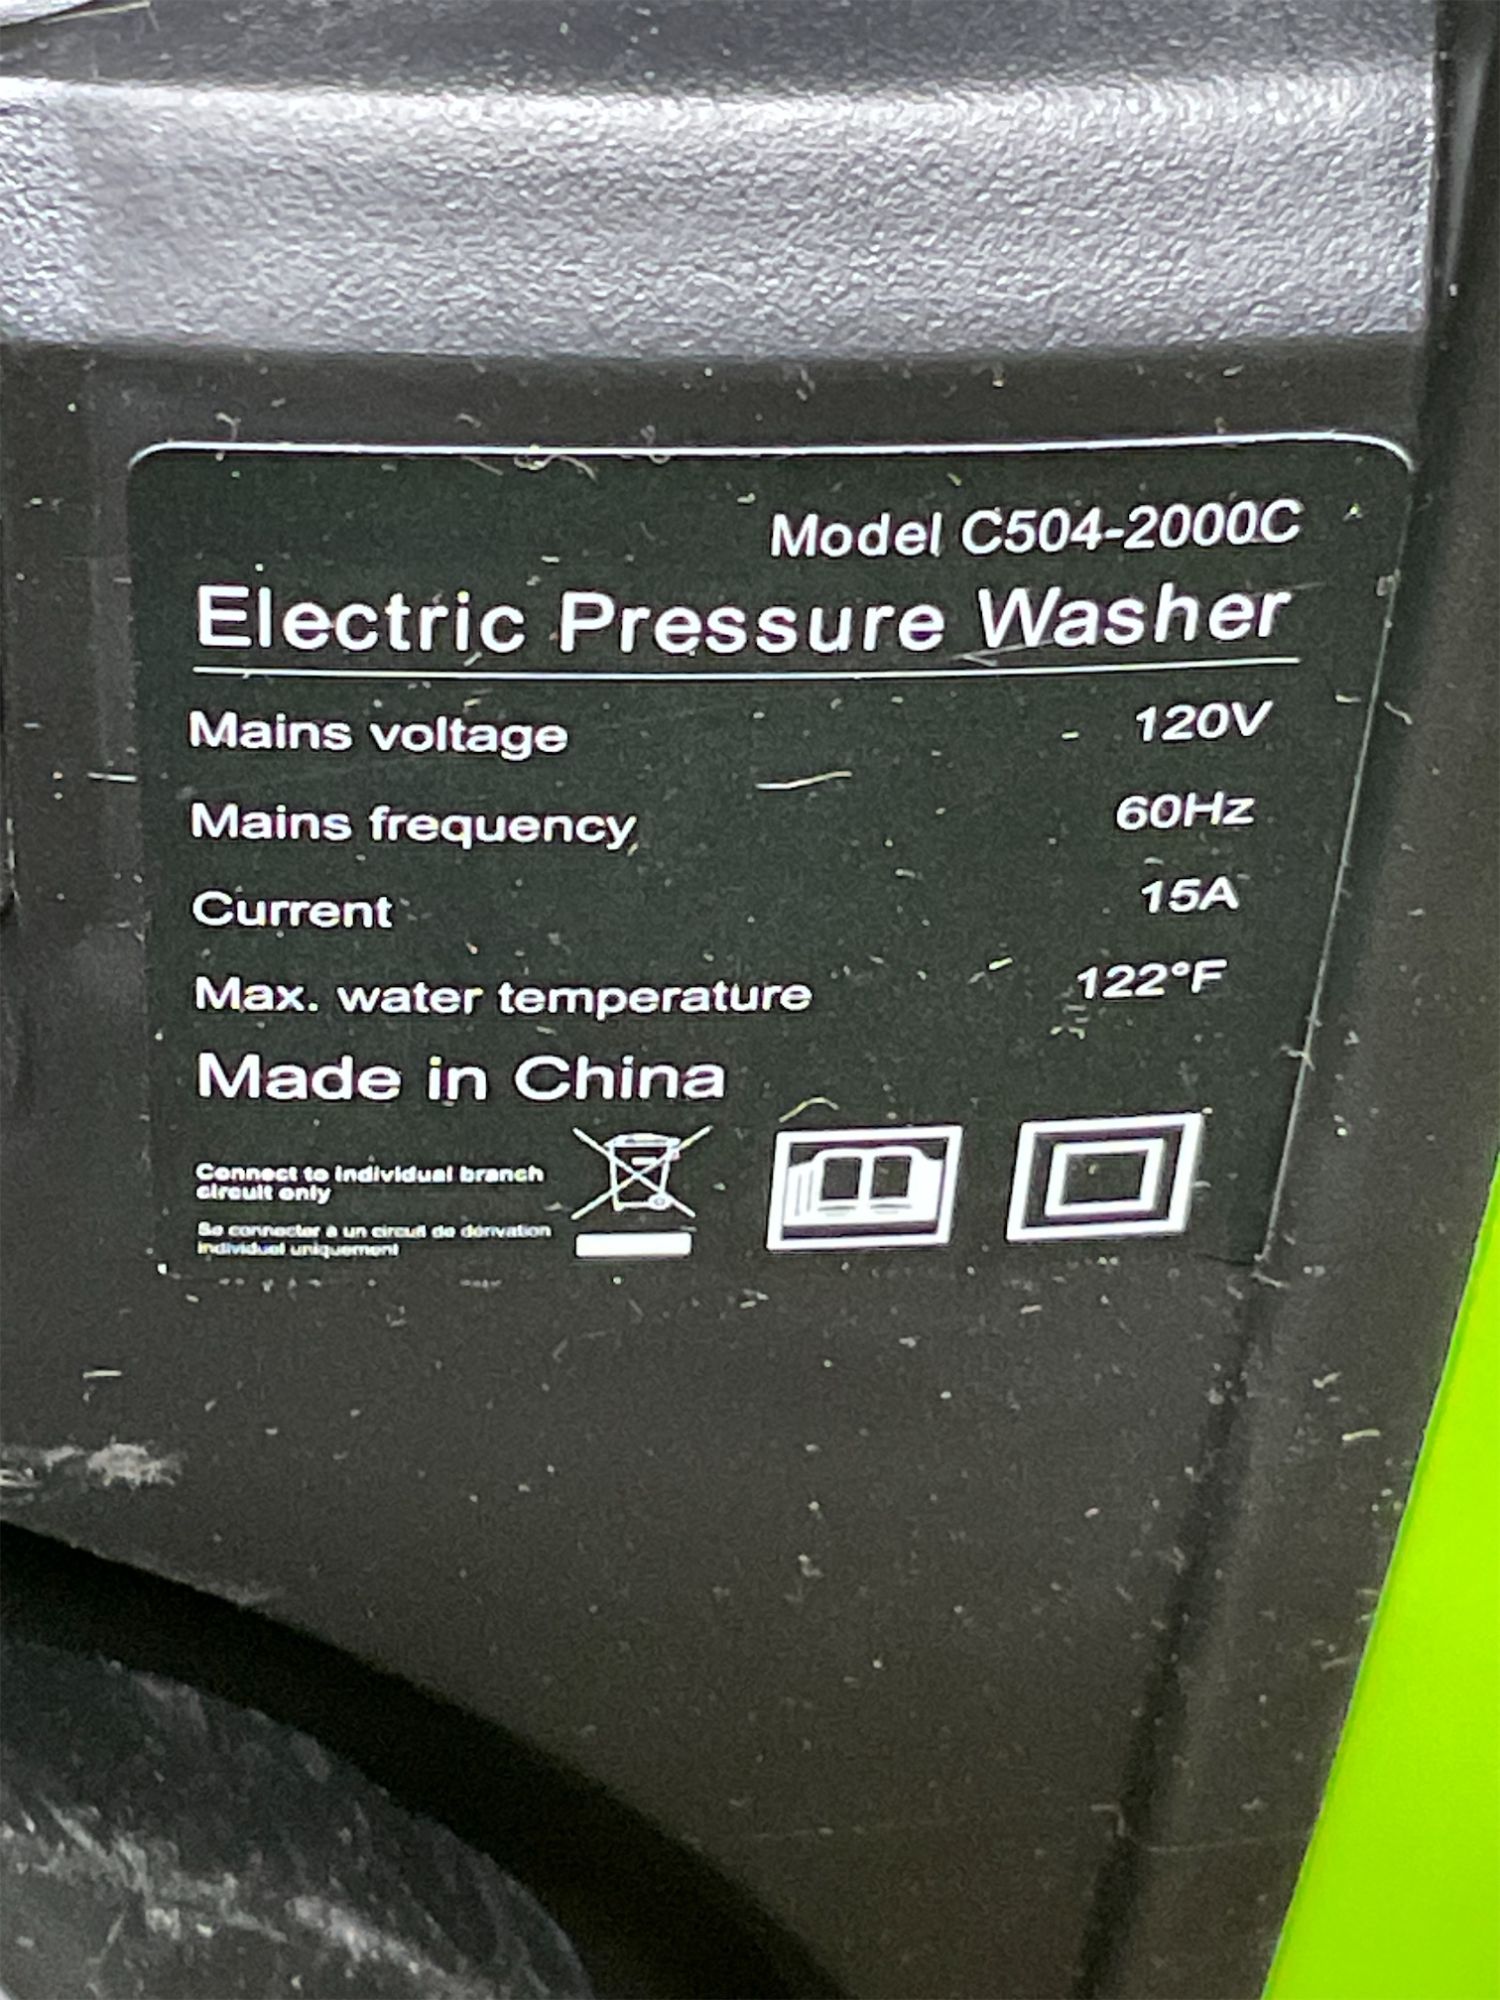 Model C504-2000C
Electric Pressure Washer
Mains voltage 120V
Mains frequency 60Hz
Current 15A
Max. water temperature 122°F
Made in China
Connect to individual branch
circuit only
Se connecter à un circuit de dérivation
individuel uniquement